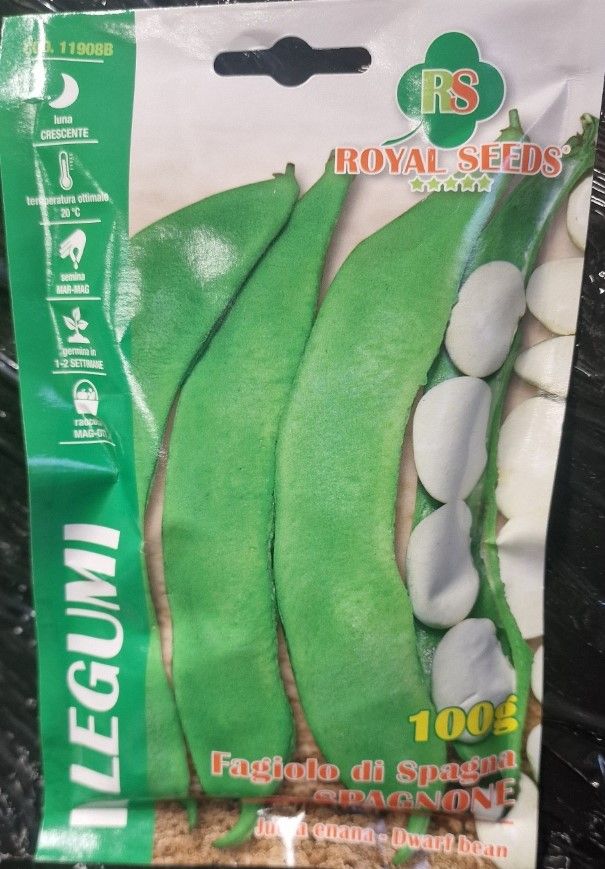 COD. 11908B
luna
CRESCENTE
temperatura ottimale
20 °C
semina
MAR-MAG
germina in
1-2 SETTIMANE
I LEGUMI
RS
ROYAL SEEDS®
100g
Fagiolo di Spagna
SPAGNONE
enana - Dwarf bean